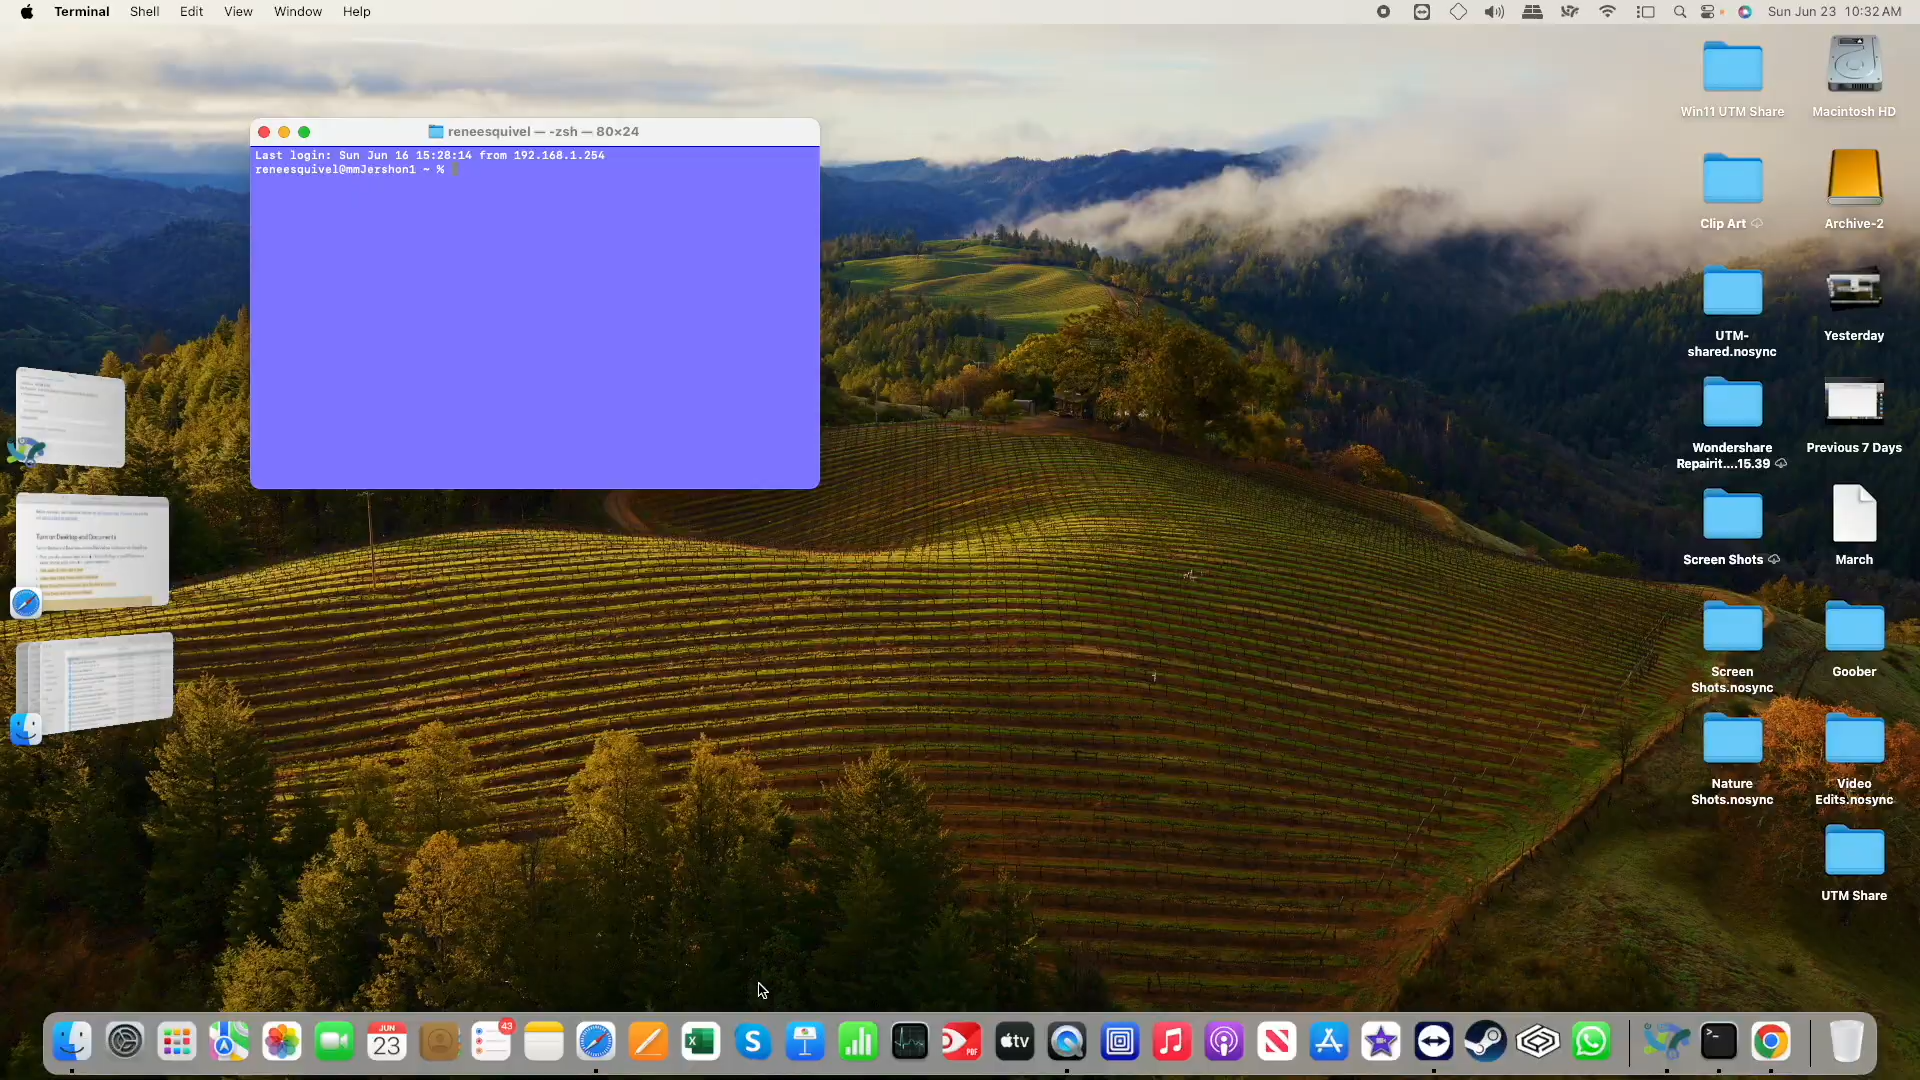 Terminal Shell Edit View Window Help
Sun Jun 23 10:32 AM
reneesquivel — -zsh — 80×24
Last login: Sun Jun 16 15:28:14 from 192.168.1.254
reneesquivel@mmJershon1 ~ %
Win11 UTM Share
Macintosh HD
Clip Art
Archive-2
UTM-
shared.nosync
Yesterday
Wondershare
Repairit....15.39
Previous 7 Days
Screen Shots
March
Screen
Shots.nosync
Goober
Nature
Shots.nosync
Video
Edits.nosync
UTM Share
Turn on Desktop and Documents
JUN
23
43
PDF
tv